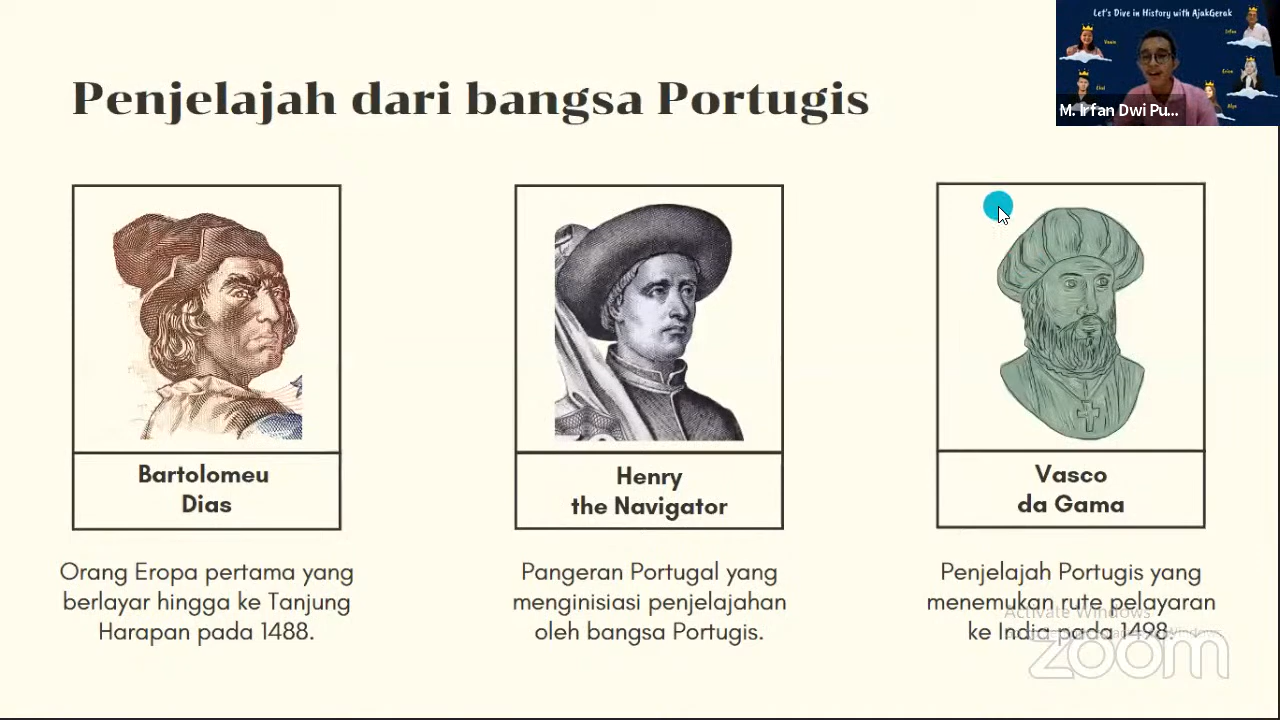 Let's Dive in History with AjakGerak
M. Irfan Dwi Pu...
Penjelajah dari bangsa Portugis
Bartolomeu
Dias
Orang Eropa pertama yang
berlayar hingga ke Tanjung
Harapan pada 1488.
Henry
the Navigator
Pangeran Portugal yang
menginisiasi penjelajahan
oleh bangsa Portugis.
Vasco
da Gama
Penjelajah Portugis yang
menemukan rute pelayaran
ke India pada 1498.
Activate Windows
zoom